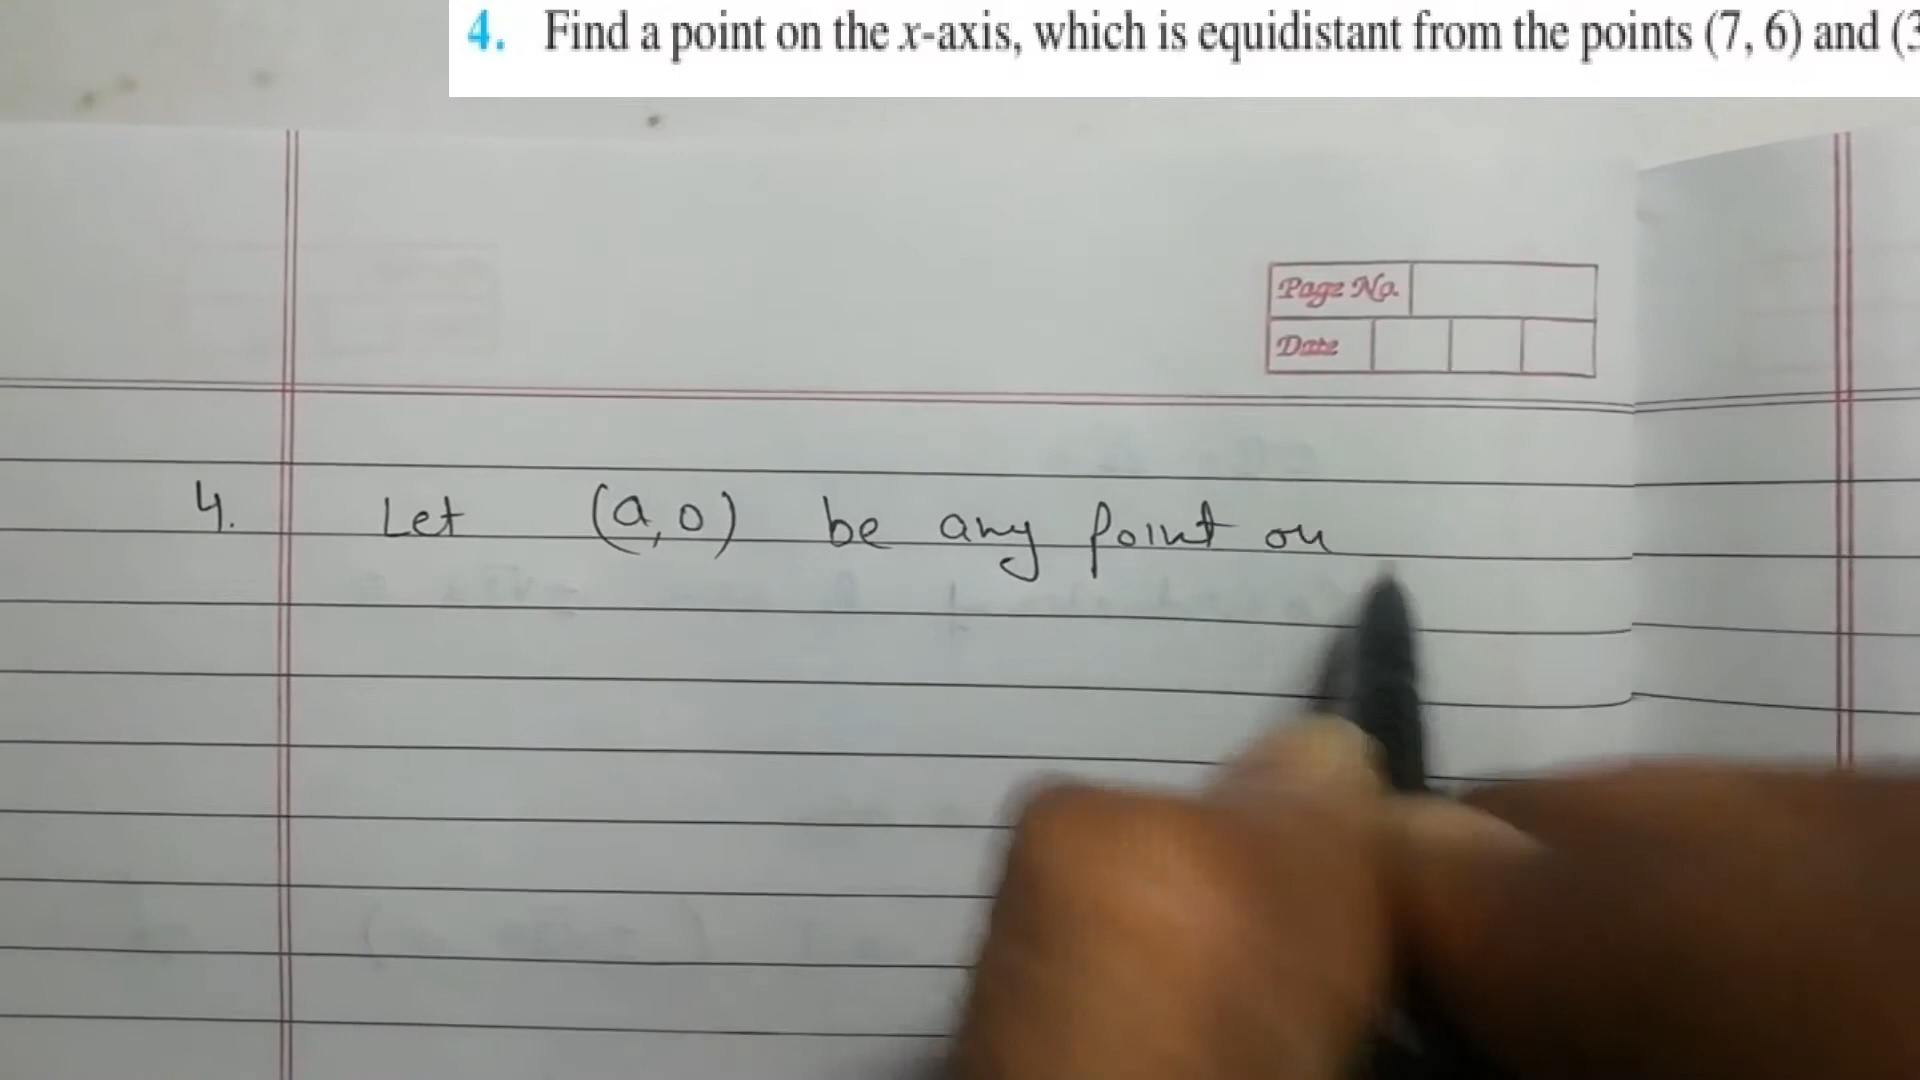 4. Find a point on the x-axis, which is equidistant from the points (7, 6) and (3
Page No.
Date
4. Let (a,0) be any point on